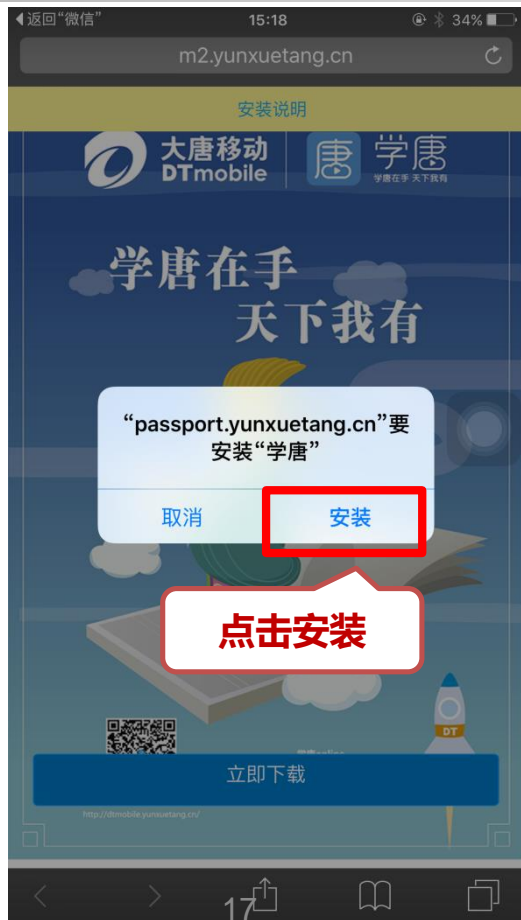 返回“微信”
15:18
34%
m2.yunxuetang.cn
安装说明
大唐移动
DTmobile
唐
学唐
学唐在手 天下我有
学唐在手
天下我有
“passport.yunxuetang.cn”要
安装“学唐”
取消
安装
点击安装
DT
立即下载
http://dtmobile.yunxuetang.cn/
17